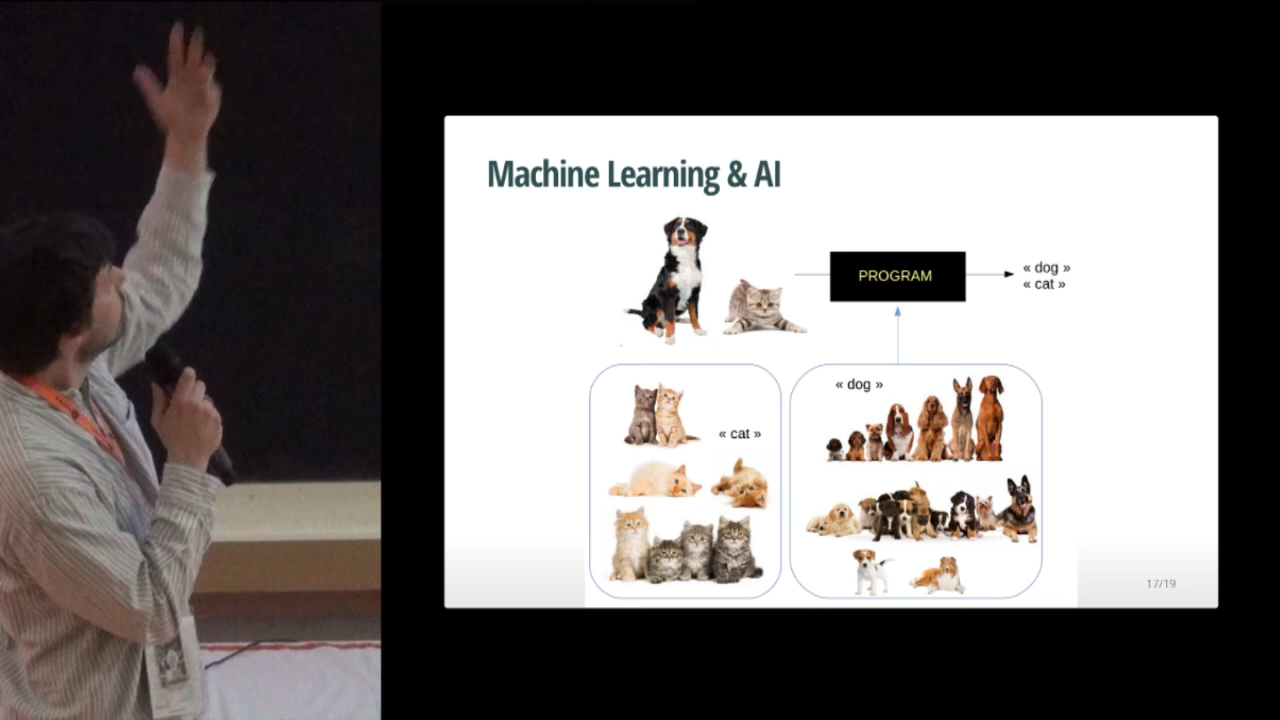 Machine Learning & AI
PROGRAM
« dog »
« cat »
« dog »
« cat »
17/19